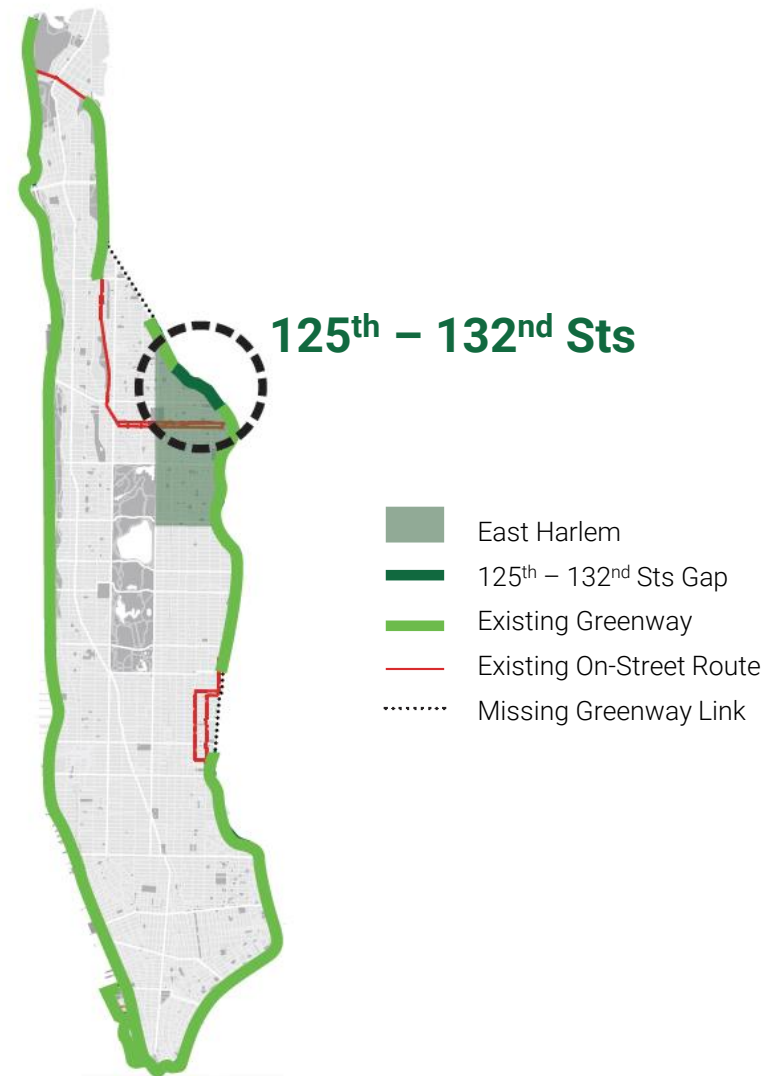 125th – 132nd Sts
East Harlem
125th – 132nd Sts Gap
Existing Greenway
Existing On-Street Route
Missing Greenway Link